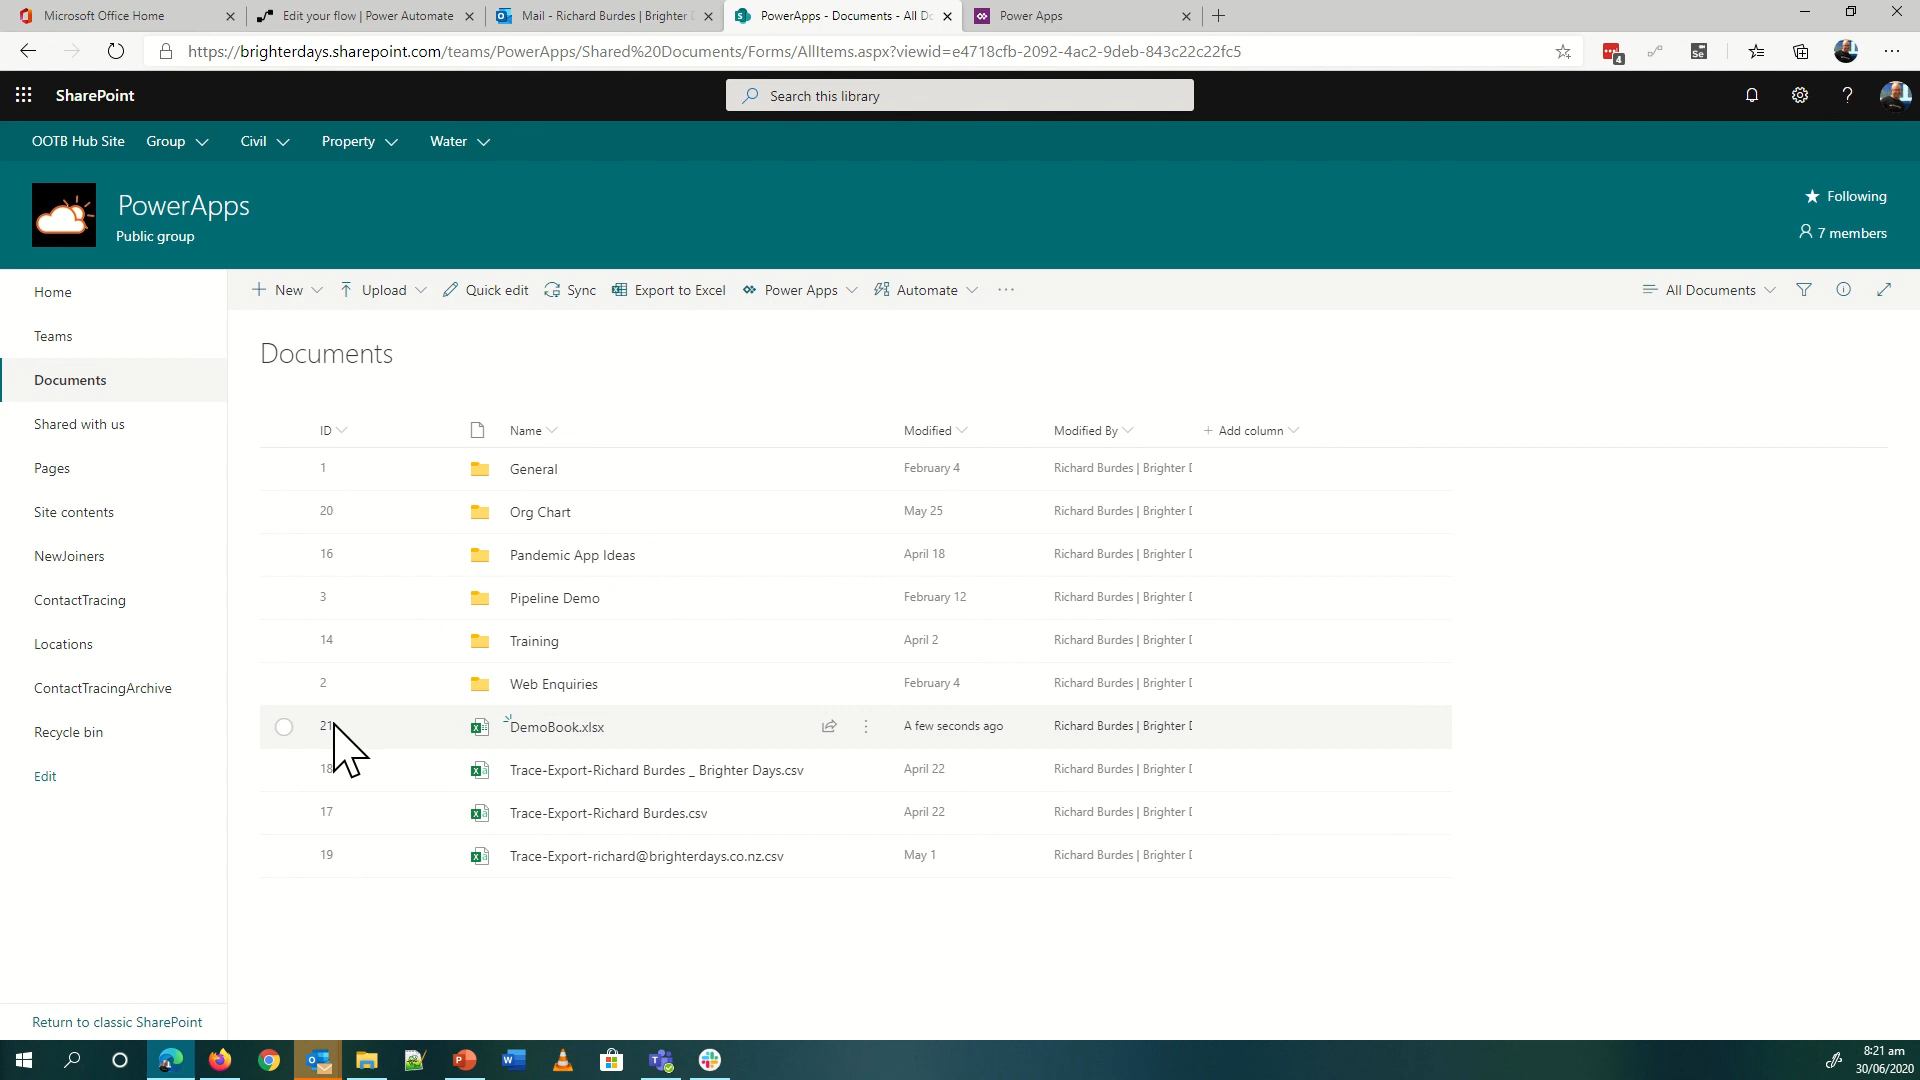 Microsoft Office Home
Edit your flow | Power Automate
Mail - Richard Burdes | Brighter
PowerApps - Documents - All Do
Power Apps
https://brighterdays.sharepoint.com/teams/PowerApps/Shared%20Documents/Forms/AllItems.aspx?viewid=e4718cfb-2092-4ac2-9deb-843c22c22fc5
4
Se
SharePoint
Search this library
OOTB Hub Site
Group
Civil
Property
Water
PowerApps
Public group
Following
7 members
Home
Teams
Documents
Shared with us
Pages
Site contents
NewJoiners
ContactTracing
Locations
ContactTracingArchive
Recycle bin
Edit
Return to classic SharePoint
New
Upload
Quick edit
Sync
Export to Excel
Power Apps
Automate
All Documents
Documents
ID Name Modified Modified By Add column
1 General February 4 Richard Burdes | Brighter D
20 Org Chart May 25 Richard Burdes | Brighter D
16 Pandemic App Ideas April 18 Richard Burdes | Brighter D
3 Pipeline Demo February 12 Richard Burdes | Brighter D
14 Training April 2 Richard Burdes | Brighter D
2 Web Enquiries February 4 Richard Burdes | Brighter D
21 DemoBook.xlsx A few seconds ago Richard Burdes | Brighter D
18 Trace-Export-Richard Burdes _ Brighter Days.csv April 22 Richard Burdes | Brighter D
17 Trace-Export-Richard Burdes.csv April 22 Richard Burdes | Brighter D
19 Trace-Export-richard@brighterdays.co.nz.csv May 1 Richard Burdes | Brighter D
8:21 am
30/06/2020